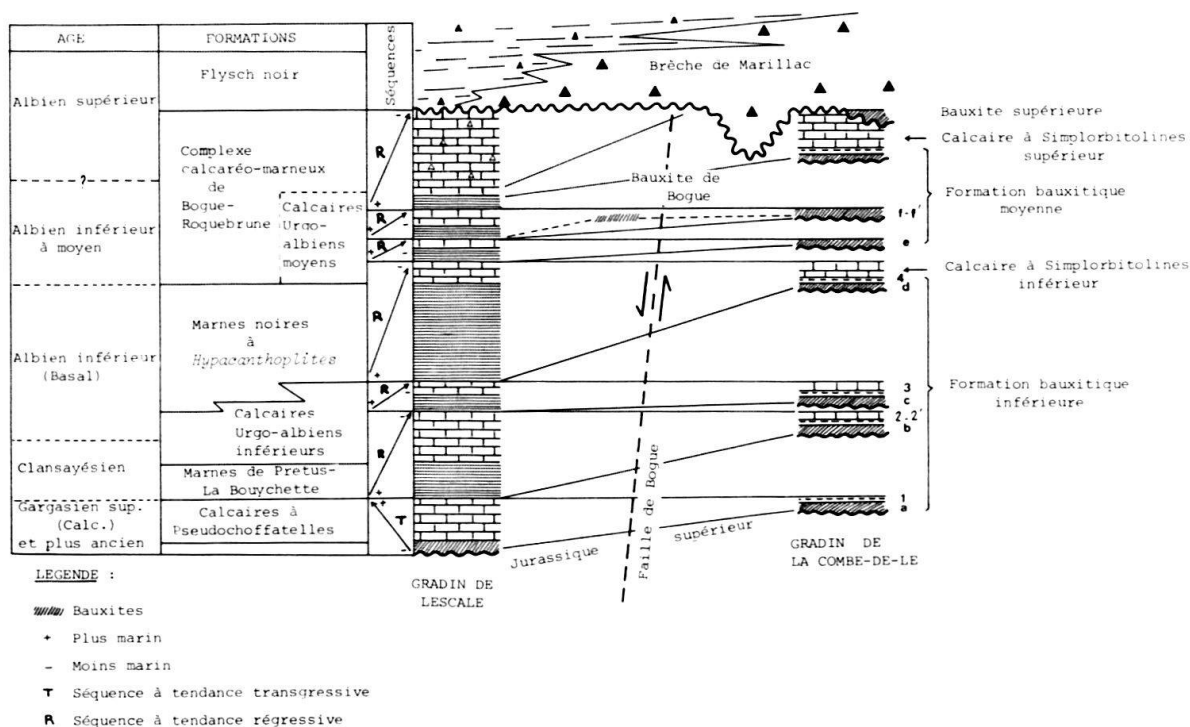 AGE
FORMATIONS
Séquences
Flysch noir
Albien supérieur
?
Complexe
calcaréo-marneux
de
Bogue-
Roquebrune
Calcaires
Urgo-
albiens
moyens
Albien inférieur
à moyen
Marnes noires
à
Hypacanthoplites
Albien inférieur
(Basal)
Calcaires
Urgo-albiens
inférieurs
Clansayésien
Marnes de Pretus-
La Bouychette
Gargasien sup.
(Calc.)
et plus ancien
Calcaires à
Pseudochoffatelles
-
R
+
-
R
+
-
R
+
-
R
+
-
R
+
-
R
+
+
T
-
Brèche de Marillac
Bauxite de
Bogue
Faille de Bogue
Jurassique supérieur
GRADIN DE
LESCALE
f-f'
e
4
d
3
c
2-2'
b
1
a
GRADIN DE
LA COMBE-DE-LE
Bauxite supérieure
Calcaire à Simplorbitolines
supérieur
Formation bauxitique
moyenne
Calcaire à Simplorbitolines
inférieur
Formation bauxitique
inférieure
LEGENDE :
Bauxites
+ Plus marin
- Moins marin
T Séquence à tendance transgressive
R Séquence à tendance régressive